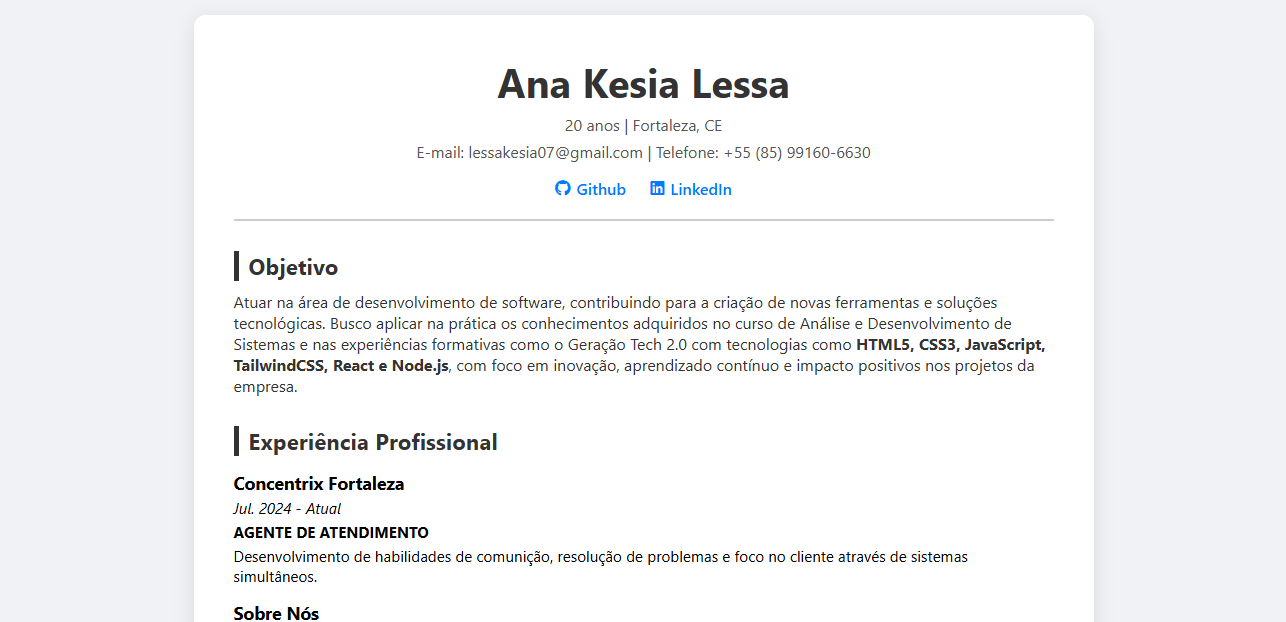 Ana Kesia Lessa
20 anos | Fortaleza, CE
E-mail: lessakesia07@gmail.com | Telefone: +55 (85) 99160-6630
Github LinkedIn
Objetivo
Atuar na área de desenvolvimento de software, contribuindo para a criação de novas ferramentas e soluções
tecnológicas. Busco aplicar na prática os conhecimentos adquiridos no curso de Análise e Desenvolvimento de
Sistemas e nas experiências formativas como o Geração Tech 2.0 com tecnologias como HTML5, CSS3, JavaScript,
TailwindCSS, React e Node.js, com foco em inovação, aprendizado contínuo e impacto positivos nos projetos da
empresa.
Experiência Profissional
Concentrix Fortaleza
Jul. 2024 - Atual
AGENTE DE ATENDIMENTO
Desenvolvimento de habilidades de comunição, resolução de problemas e foco no cliente através de sistemas
simultâneos.
Sobre Nós